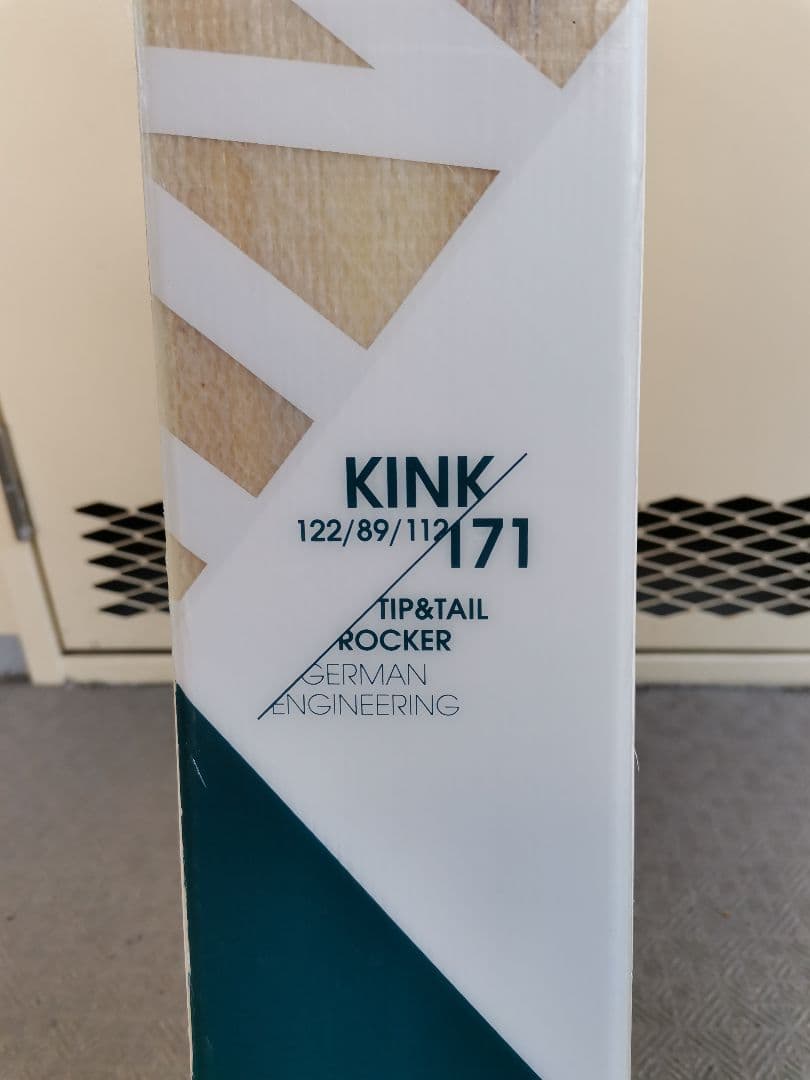 KINK
122/89/112
171
TIP&TAIL
ROCKER
GERMAN
ENGINEERING